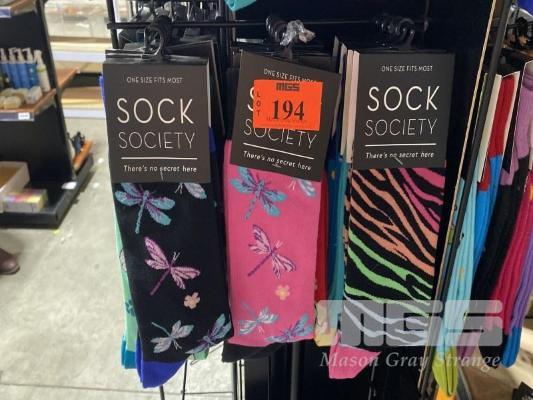 ONE SIZE FITS MOST
SOCK
SOCIETY
There's no secret here
ONE SIZE FITS MOST
MGS
LOT
194
SOCIETY
There's no secret here
ONE SIZE FITS MOST
SOCK
SOCIETY
There's no secret here
MGS
Mason Gray Strange